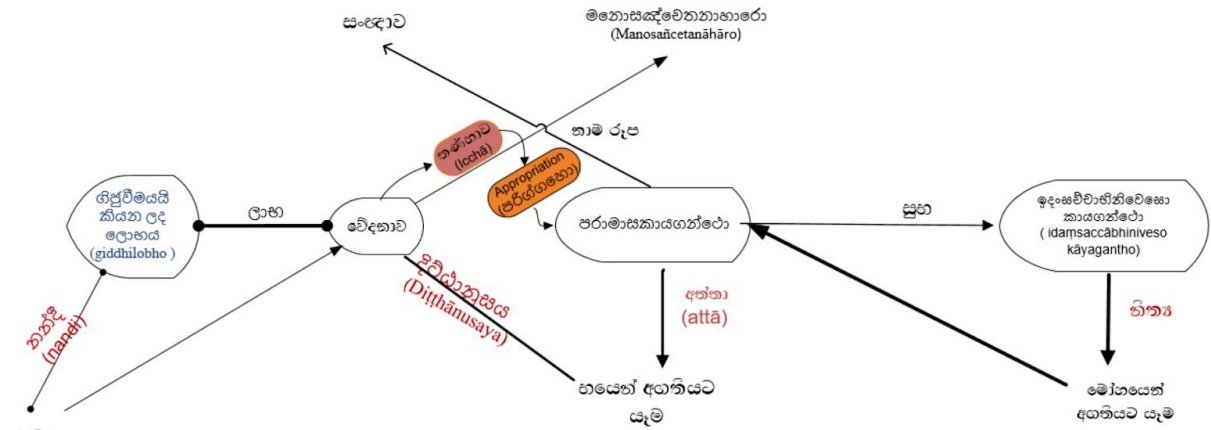 සංඥාව
මනොසඤ්චෙතනාහාරො
(Manosañcetanāhāro)
තණ්හාව
(Icchā)
නාම රූප
Appropriation
(පරිග්ගහො)
ගිජුවීමයයි
කියන ලද
ලොභය
(giddhilobho )
ලාභ
වේදනාව
පරාමාසකායගන්ථො
සුභ
ඉදංසච්චාභිනිවෙසො
කායගන්ථො
( idaṃsaccābhiniveso
kāyagantho)
නන්දි
(nandi)
දිට්ඨානුසය
(Diṭṭhānusaya)
අත්තා
(attā)
නිත්‍ය
භයෙන් අගතියට
යෑම
මෝහයෙන්
අගතියට යෑම